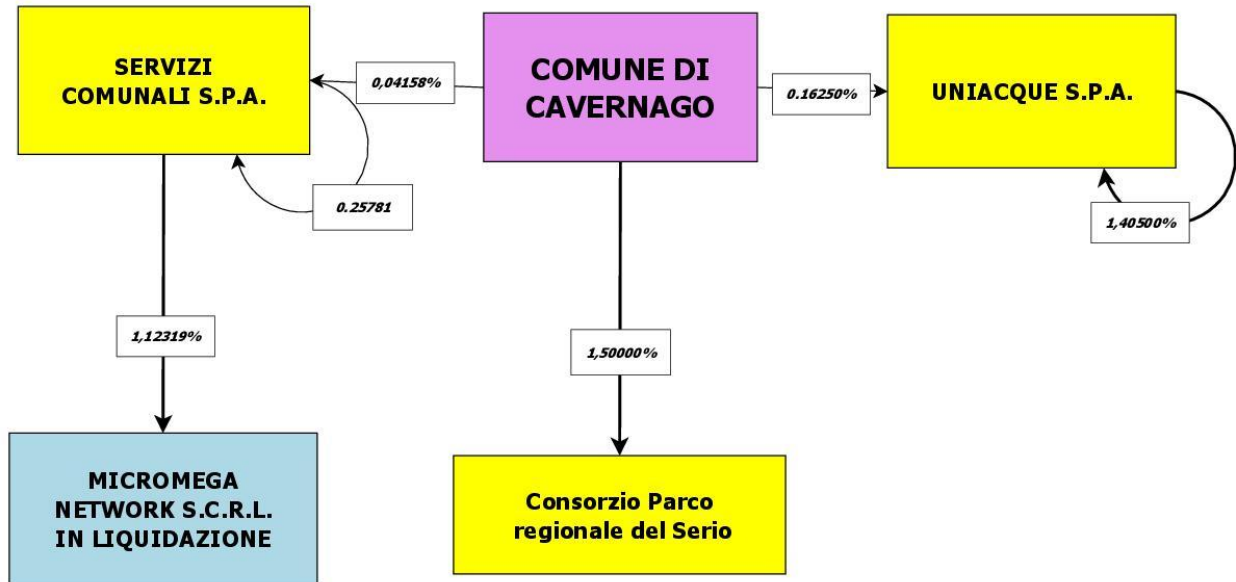 SERVIZI
COMUNALI S.P.A.
0,04158%
COMUNE DI
CAVERNAGO
0.16250%
UNIACQUE S.P.A.
0.25781
1,40500%
1,12319%
1,50000%
MICROMEGA
NETWORK S.C.R.L.
IN LIQUIDAZIONE
Consorzio Parco
regionale del Serio